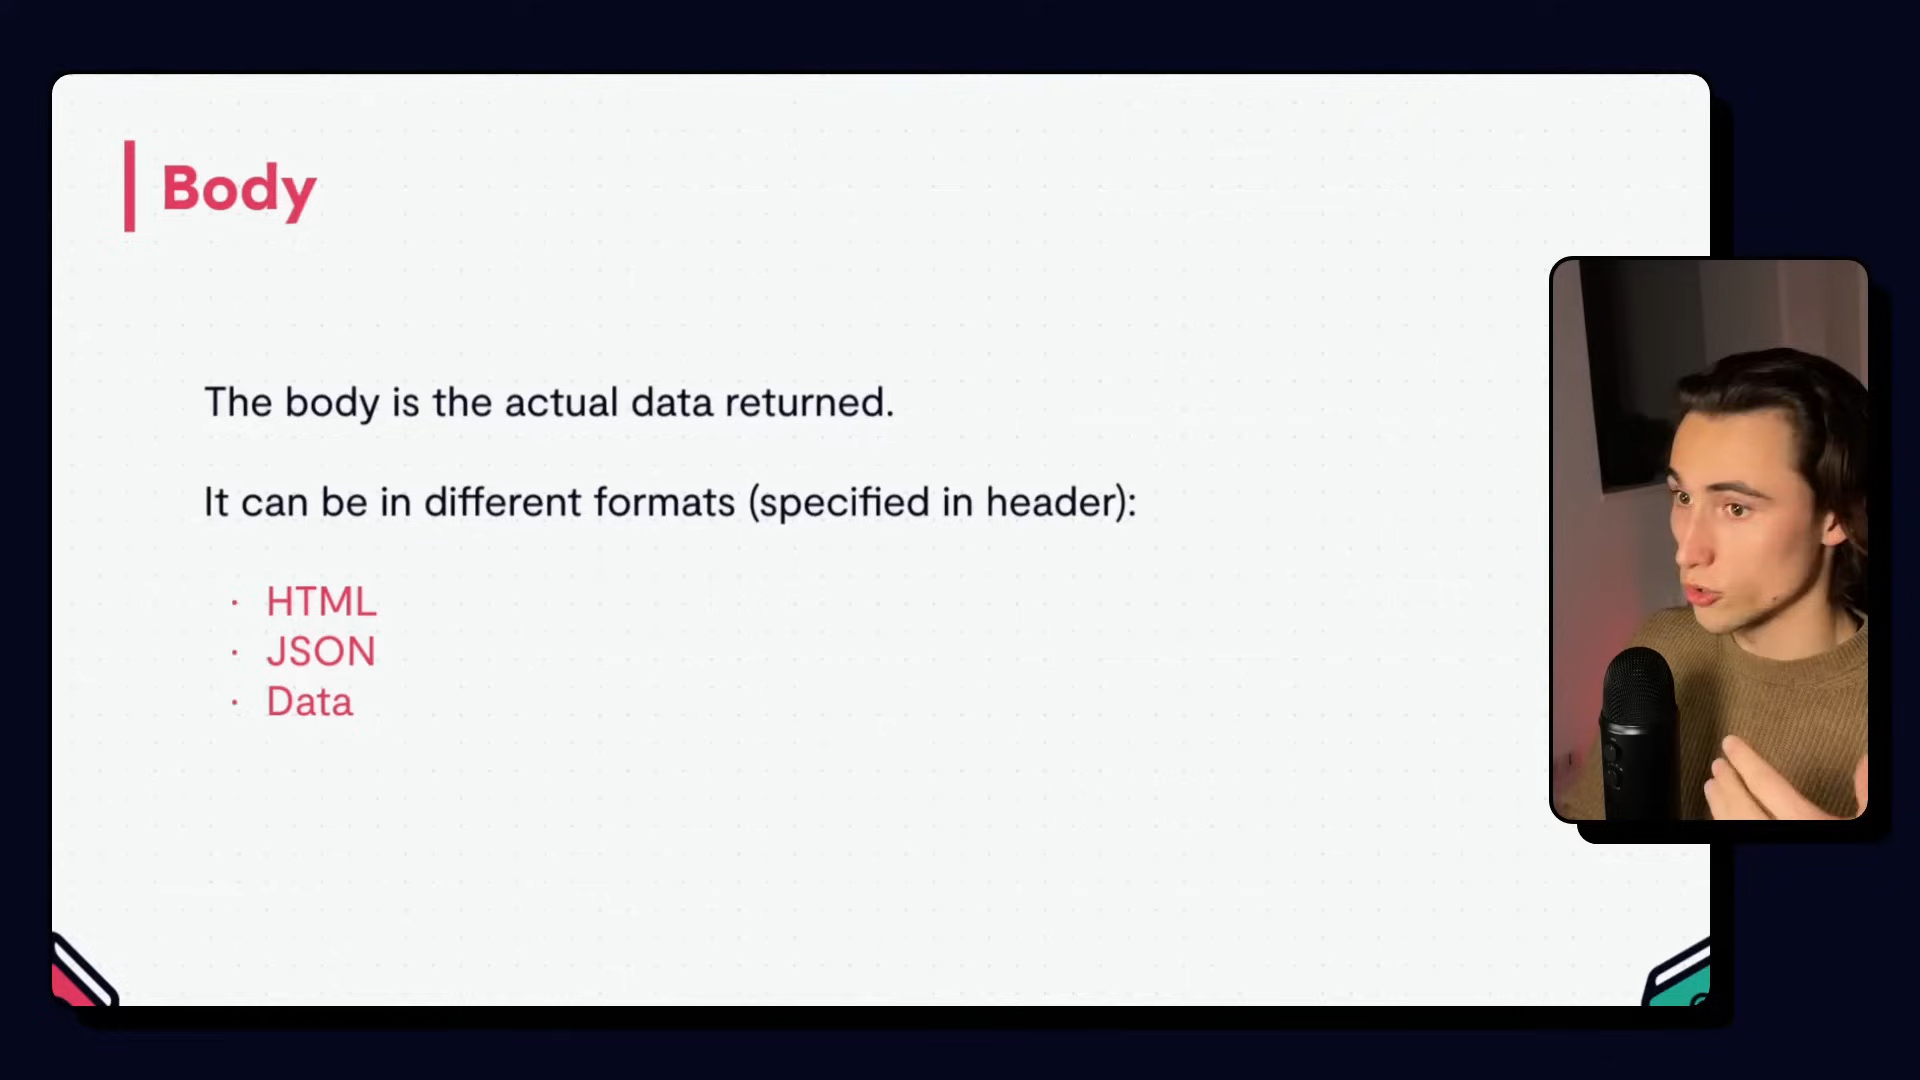 Body
The body is the actual data returned.
It can be in different formats (specified in header):
· HTML
· JSON
· Data